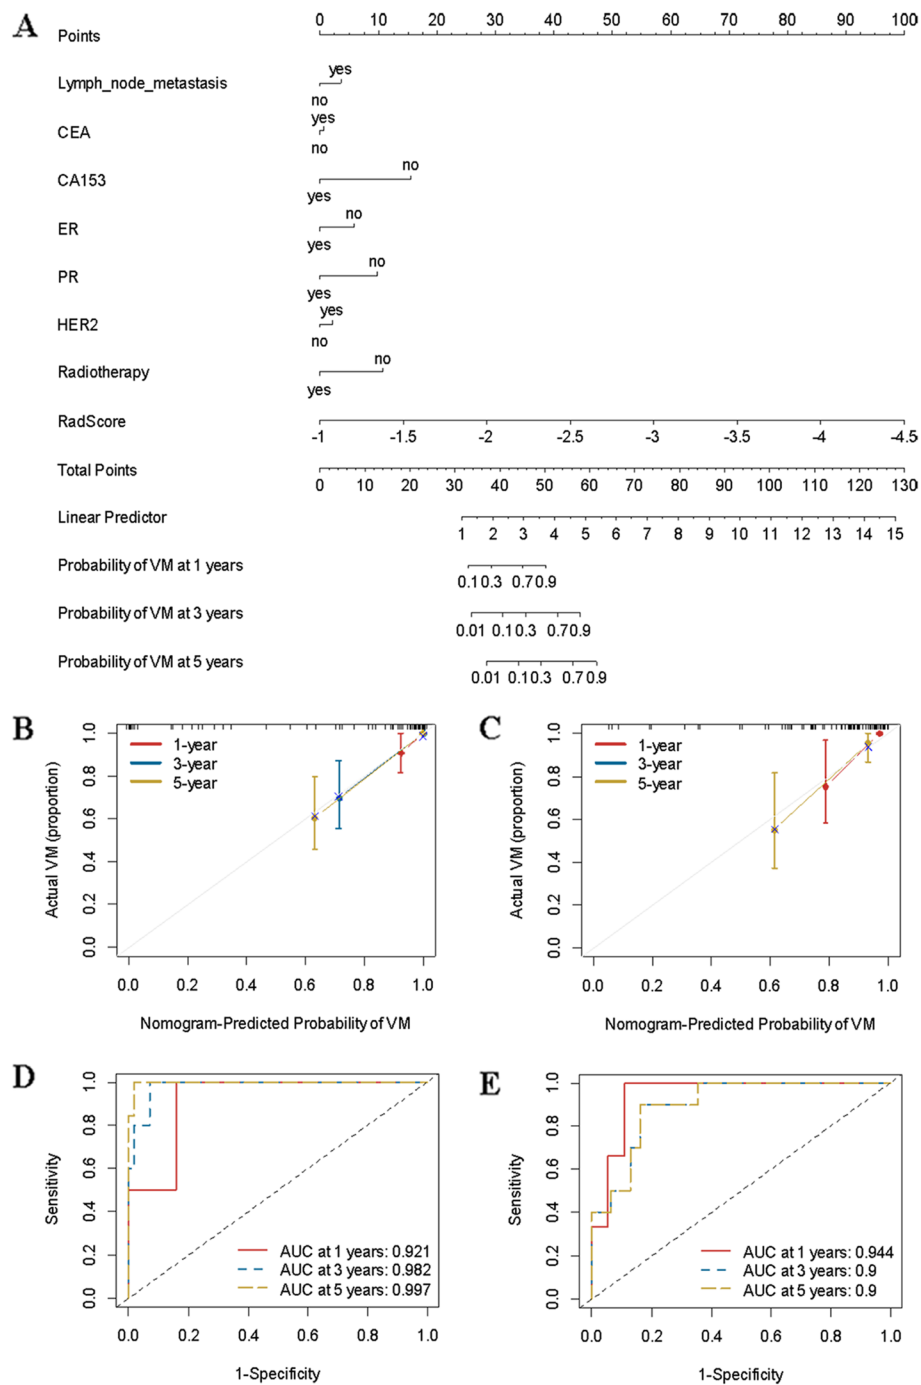 A
Points
0 10 20 30 40 50 60 70 80 90 100
Lymph_node_metastasis
yes
no
CEA
yes
no
CA153
no
yes
ER
no
yes
PR
no
yes
HER2
yes
no
Radiotherapy
no
yes
RadScore
-1 -1.5 -2 -2.5 -3 -3.5 -4 -4.5
Total Points
0 10 20 30 40 50 60 70 80 90 100 110 120 130
Linear Predictor
1 2 3 4 5 6 7 8 9 10 11 12 13 14 15
Probability of VM at 1 years
0.1 0.3 0.7 0.9
Probability of VM at 3 years
0.01 0.1 0.3 0.7 0.9
Probability of VM at 5 years
0.01 0.1 0.3 0.7 0.9
B
1-year
3-year
5-year
Actual VM (proportion)
0.0 0.2 0.4 0.6 0.8 1.0
0.0 0.2 0.4 0.6 0.8 1.0
Nomogram-Predicted Probability of VM
C
1-year
3-year
5-year
Actual VM (proportion)
0.0 0.2 0.4 0.6 0.8 1.0
0.0 0.2 0.4 0.6 0.8 1.0
Nomogram-Predicted Probability of VM
D
Sensitivity
0.0 0.2 0.4 0.6 0.8 1.0
AUC at 1 years: 0.921
AUC at 3 years: 0.982
AUC at 5 years: 0.997
0.0 0.2 0.4 0.6 0.8 1.0
1-Specificity
E
Sensitivity
0.0 0.2 0.4 0.6 0.8 1.0
AUC at 1 years: 0.944
AUC at 3 years: 0.9
AUC at 5 years: 0.9
0.0 0.2 0.4 0.6 0.8 1.0
1-Specificity